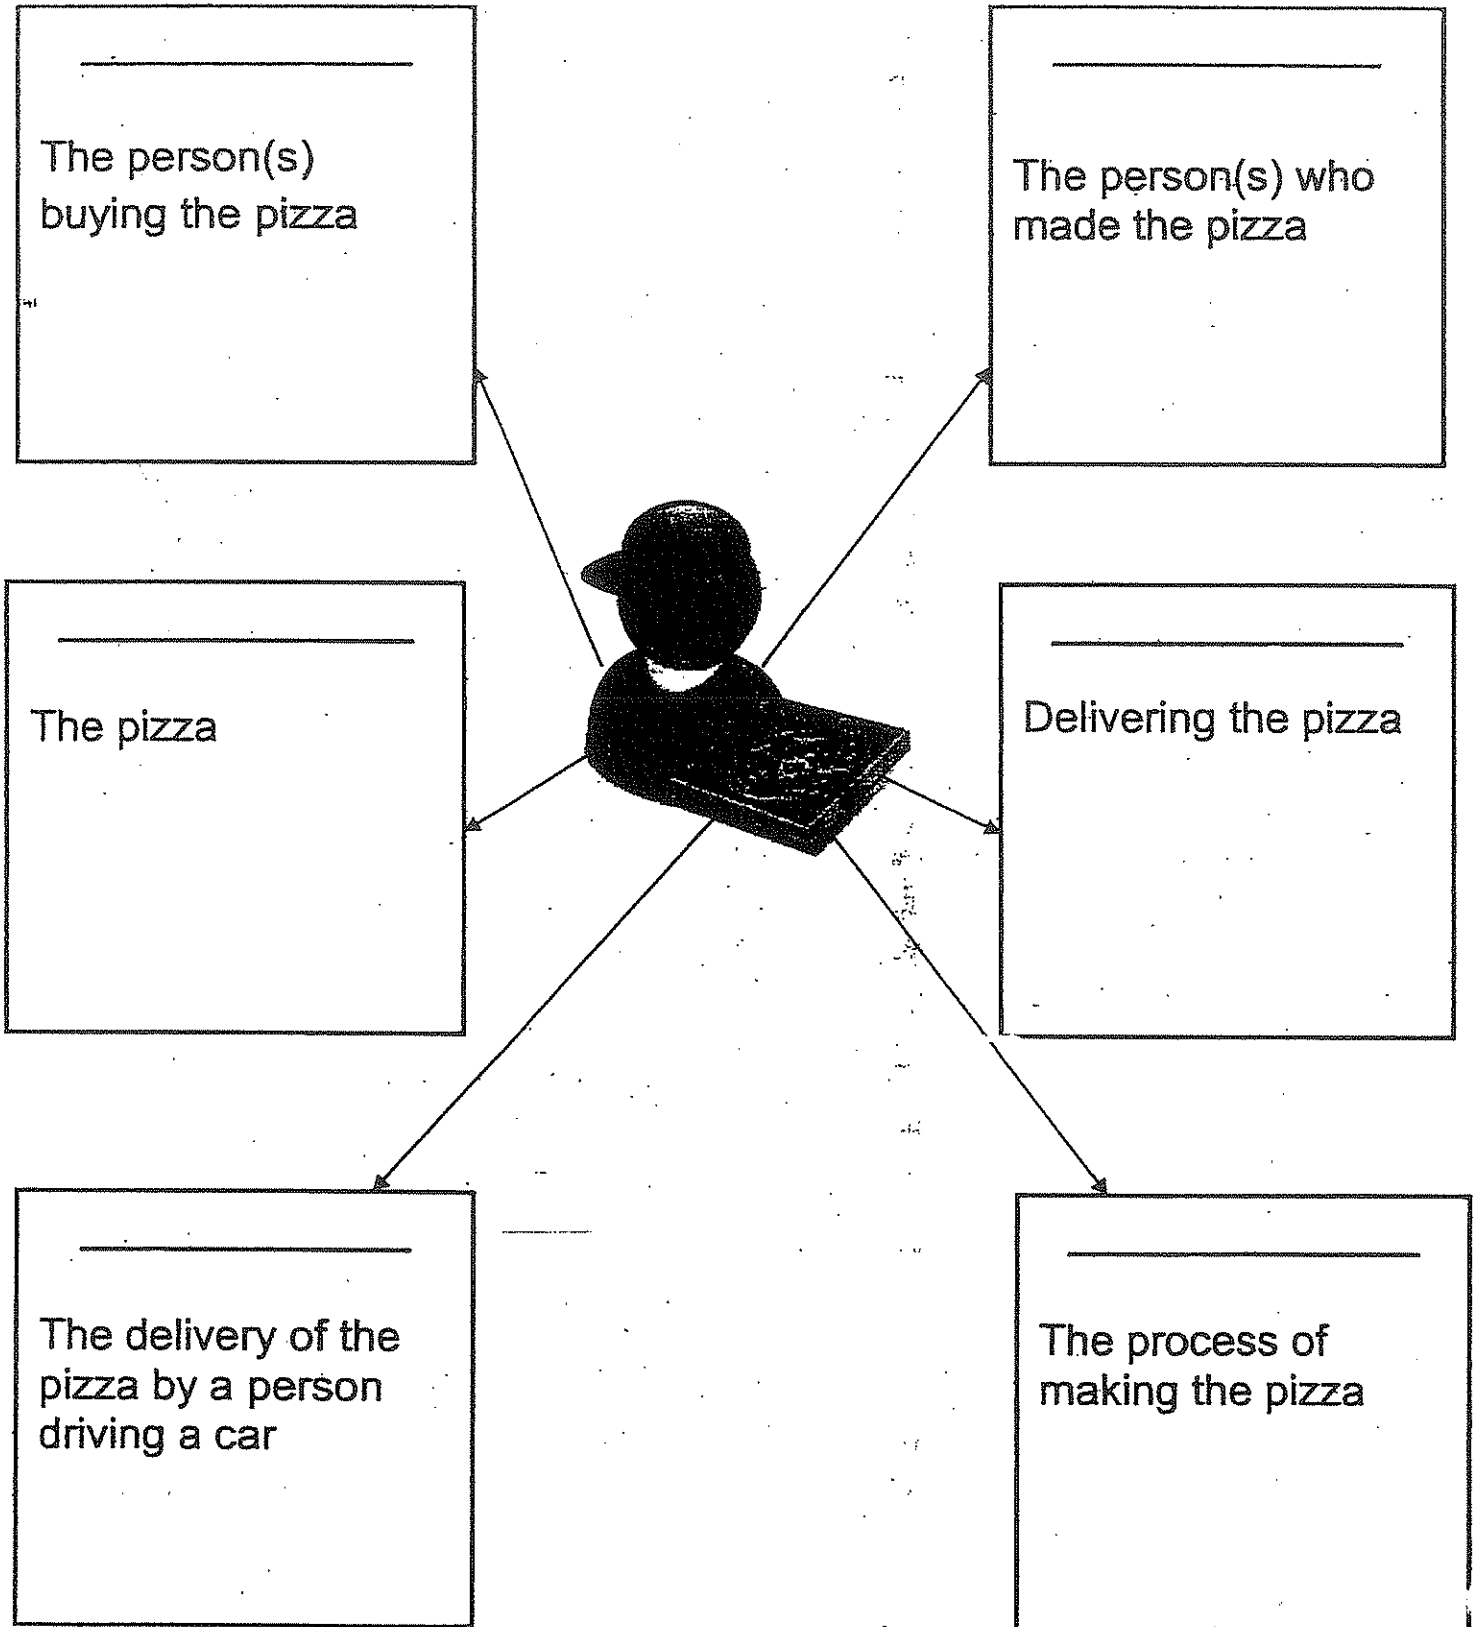 The person(s)
buying the pizza
The person(s) who
made the pizza
The pizza
Delivering the pizza
The delivery of the
pizza by a person
driving a car
The process of
making the pizza